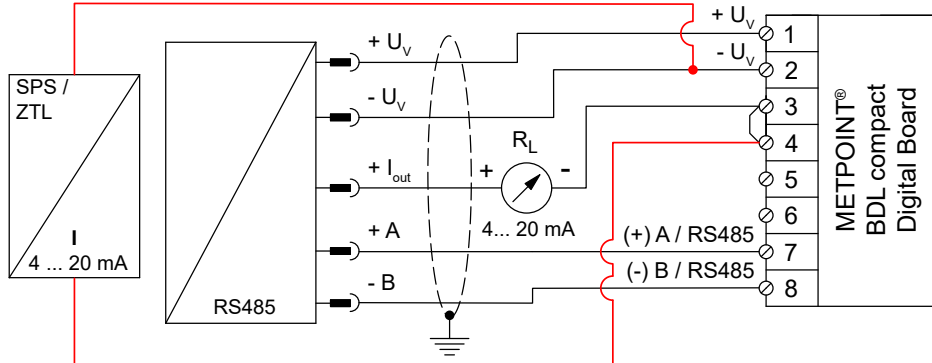 SPS /
ZTL
I
4 ... 20 mA
RS485
+ Uv
- Uv
+ Iout
+ A
- B
RL
+ -
4... 20 mA
+ Uv
- Uv
(+) A / RS485
(-) B / RS485
1
2
3
4
5
6
7
8
METPOINT®
BDL compact
Digital Board